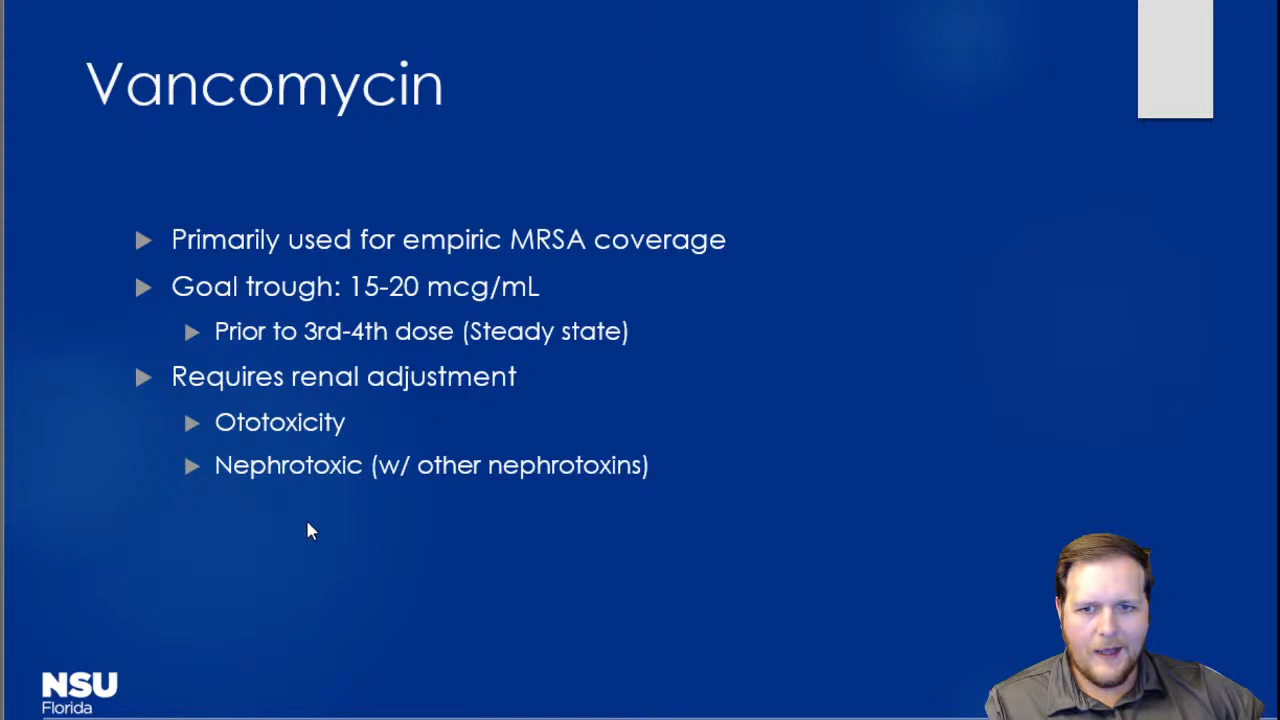 Vancomycin
Primarily used for empiric MRSA coverage
Goal trough: 15-20 mcg/mL
Prior to 3rd-4th dose (Steady state)
Requires renal adjustment
Ototoxicity
Nephrotoxic (w/ other nephrotoxins)
NSU
Florida